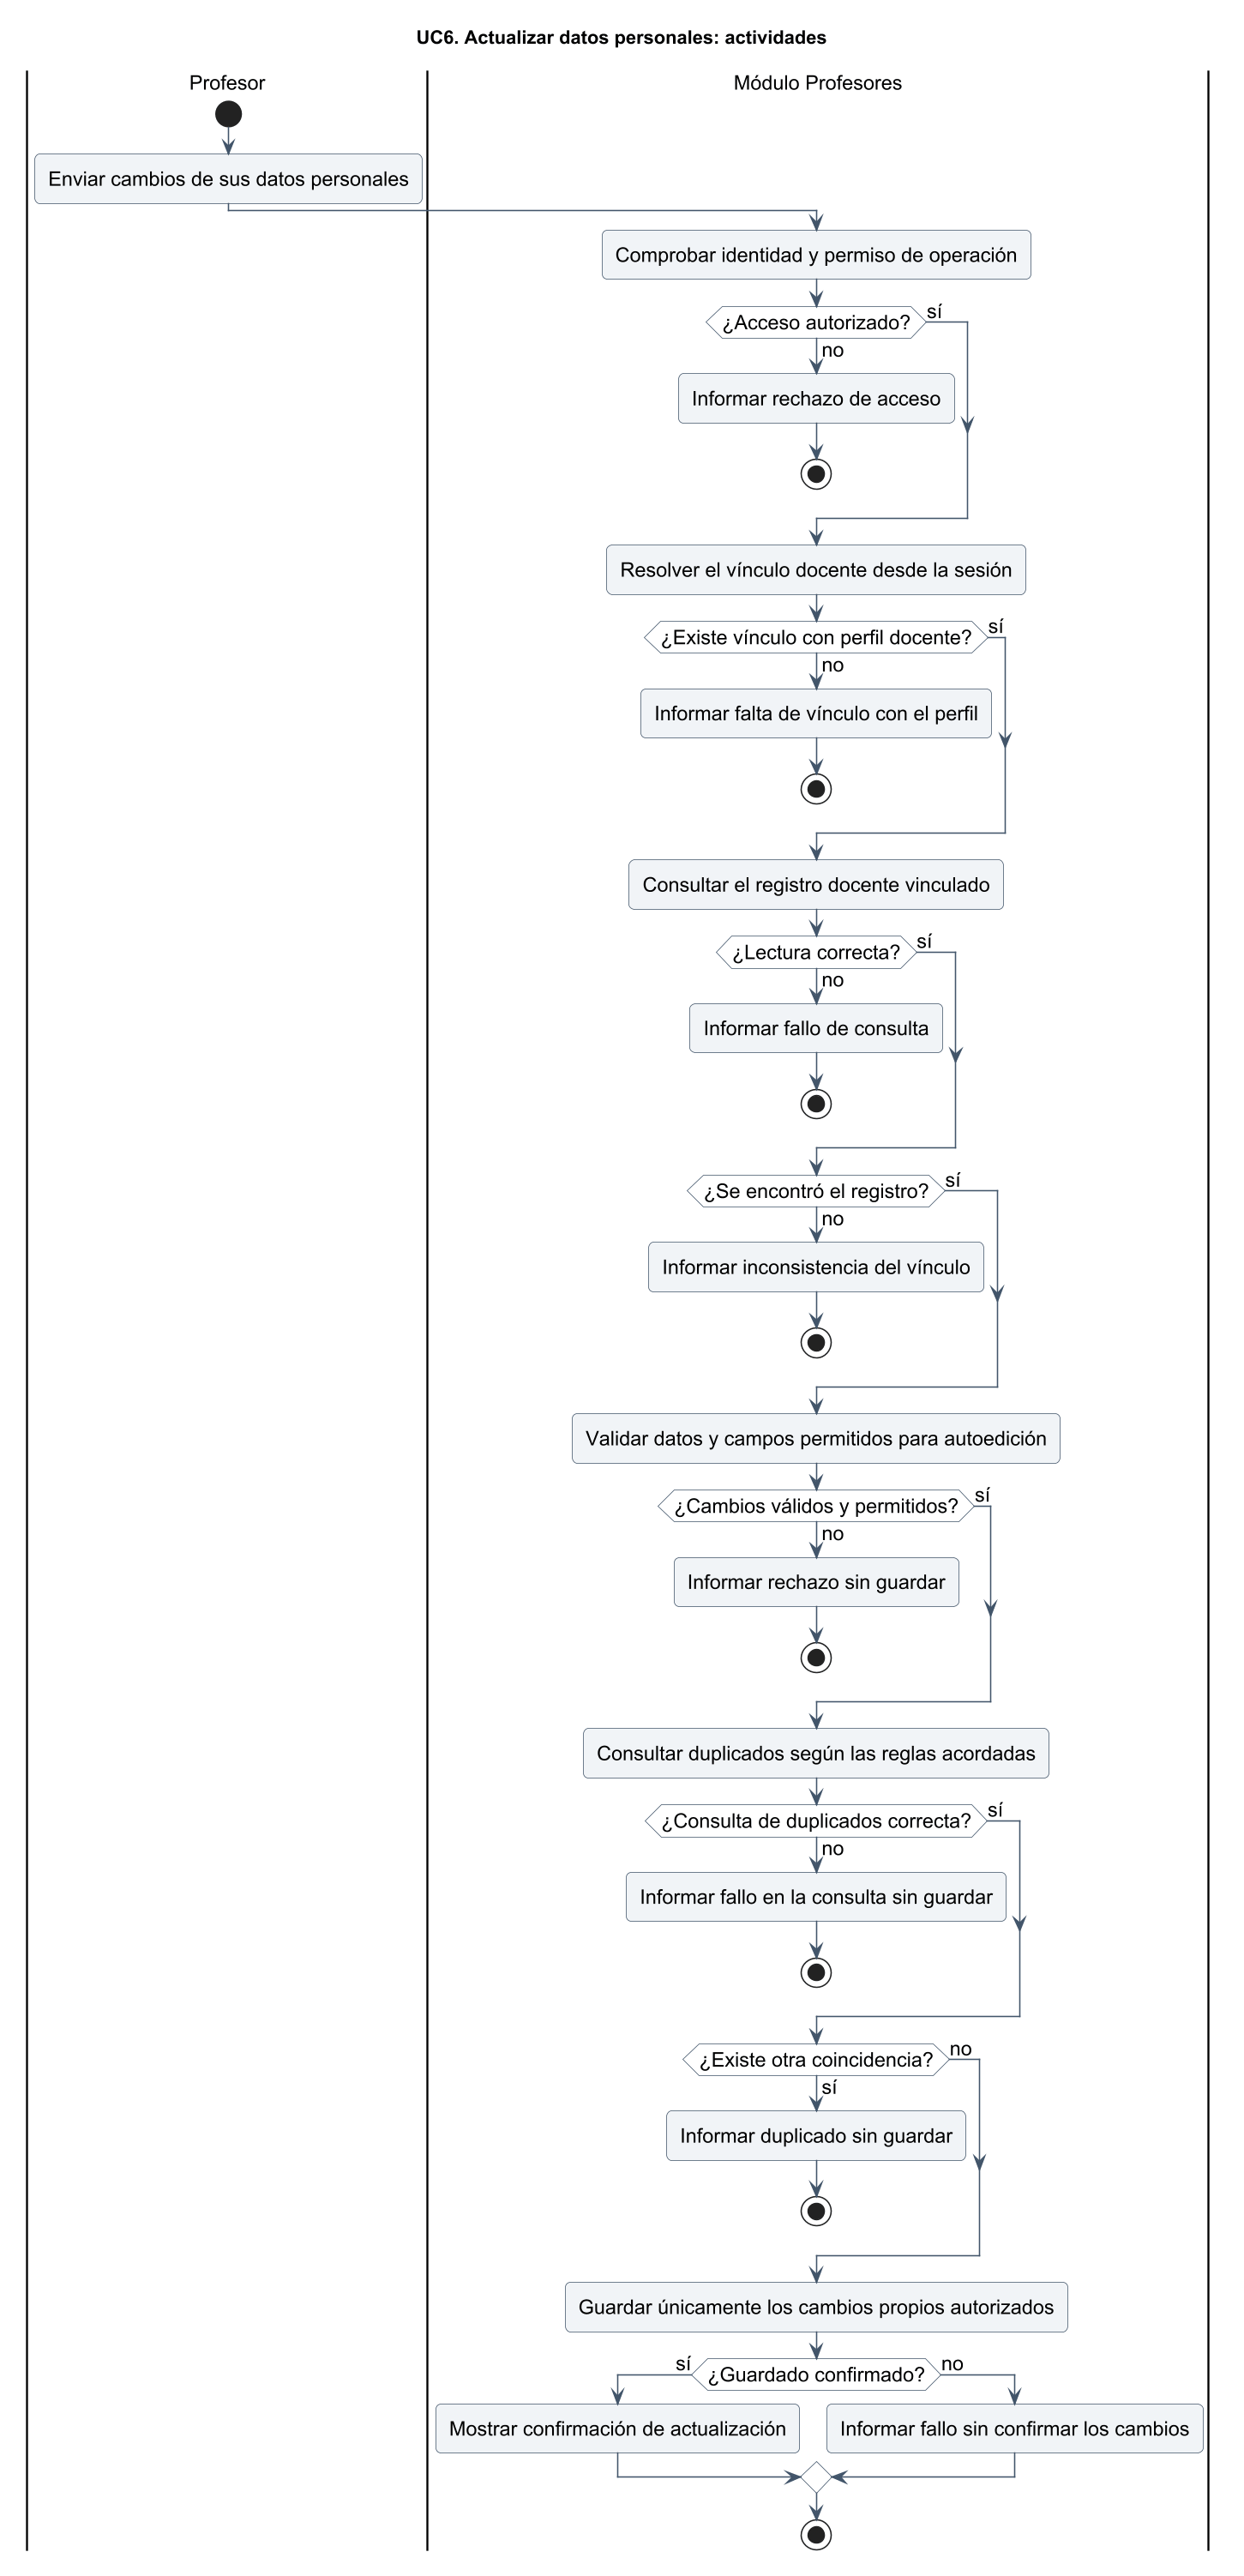 UC6. Actualizar datos personales: actividades
Profesor
Módulo Profesores
Enviar cambios de sus datos personales
Comprobar identidad y permiso de operación
¿Acceso autorizado?
sí
no
Informar rechazo de acceso
Resolver el vínculo docente desde la sesión
¿Existe vínculo con perfil docente?
sí
no
Informar falta de vínculo con el perfil
Consultar el registro docente vinculado
¿Lectura correcta?
sí
no
Informar fallo de consulta
¿Se encontró el registro?
sí
no
Informar inconsistencia del vínculo
Validar datos y campos permitidos para autoedición
¿Cambios válidos y permitidos?
sí
no
Informar rechazo sin guardar
Consultar duplicados según las reglas acordadas
¿Consulta de duplicados correcta?
sí
no
Informar fallo en la consulta sin guardar
¿Existe otra coincidencia?
no
sí
Informar duplicado sin guardar
Guardar únicamente los cambios propios autorizados
sí
¿Guardado confirmado?
no
Mostrar confirmación de actualización
Informar fallo sin confirmar los cambios